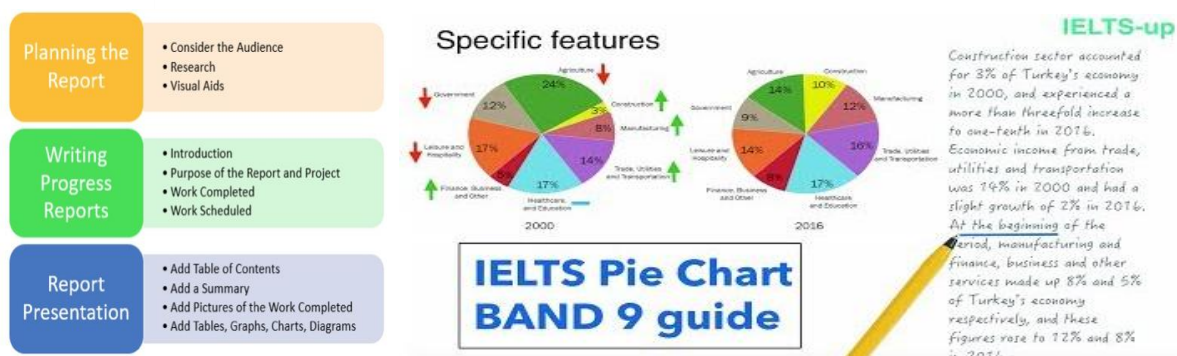 Planning the
Report
• Consider the Audience
• Research
• Visual Aids
Writing
Progress
Reports
• Introduction
• Purpose of the Report and Project
• Work Completed
• Work Scheduled
Report
Presentation
• Add Table of Contents
• Add a Summary
• Add Pictures of the Work Completed
• Add Tables, Graphs, Charts, Diagrams
Specific features
Agriculture
24%
Construction
3%
Manufacturing
8%
Trade, Utilities
and Transportation
14%
Healthcare
and Education
17%
Finance, Business
and Other
5%
Leisure and
Hospitality
17%
Government
12%
2000
Agriculture
14%
Construction
10%
Manufacturing
12%
Trade, Utilities
and Transportation
16%
Healthcare
and Education
17%
Finance, Business
and Other
8%
Leisure and
Hospitality
14%
Government
9%
2016
IELTS Pie Chart
BAND 9 guide
IELTS-up
Construction sector accounted
for 3% of Turkey's economy
in 2000, and experienced a
more than threefold increase
to one-tenth in 2016.
Economic income from trade,
utilities and transportation
was 14% in 2000 and had a
slight growth of 2% in 2016.
At the beginning of the
period, manufacturing and
finance, business and other
services made up 8% and 5%
of Turkey's economy
respectively, and these
figures rose to 12% and 8%
in 2016